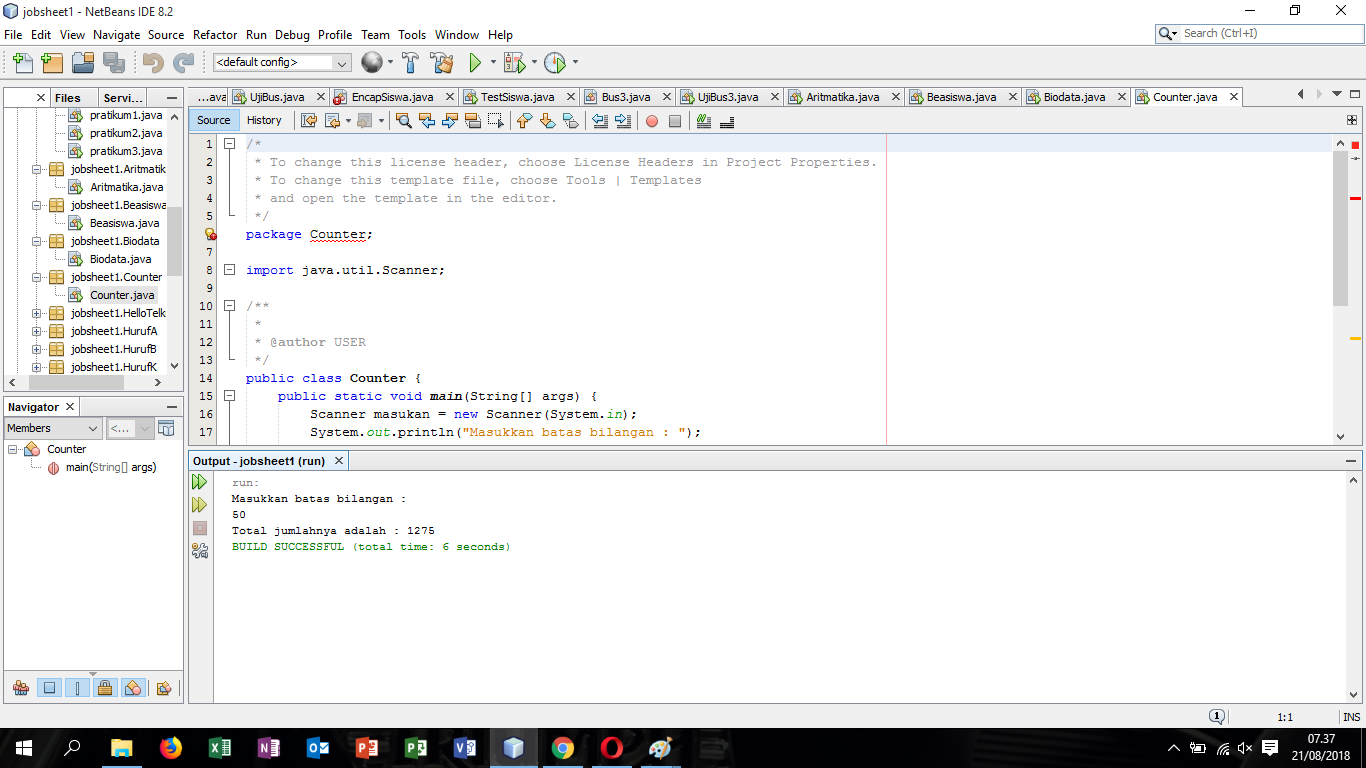 jobsheet1 - NetBeans IDE 8.2
File Edit View Navigate Source Refactor Run Debug Profile Team Tools Window Help
Search (Ctrl+I)
<default config>
Files Servi...
...ava UjiBus.java EncapSiswa.java TestSiswa.java Bus3.java UjiBus3.java Aritmatika.java Beasiswa.java Biodata.java Counter.java
Source History
pratikum1.java
pratikum2.java
pratikum3.java
jobsheet1.Aritmatik
Aritmatika.java
jobsheet1.Beasiswa
Beasiswa.java
jobsheet1.Biodata
Biodata.java
jobsheet1.Counter
Counter.java
jobsheet1.HelloTelk
jobsheet1.HurufA
jobsheet1.HurufB
jobsheet1.HurufK
1 /*
2 * To change this license header, choose License Headers in Project Properties.
3 * To change this template file, choose Tools | Templates
4 * and open the template in the editor.
5 */
package Counter;
7
8 import java.util.Scanner;
9
10 /**
11 *
12 * @author USER
13 */
14 public class Counter {
15 public static void main(String[] args) {
16 Scanner masukan = new Scanner(System.in);
17 System.out.println("Masukkan batas bilangan : ");
Navigator
Members <...
Counter
main(String[] args)
Output - jobsheet1 (run)
run:
Masukkan batas bilangan :
50
Total jumlahnya adalah : 1275
BUILD SUCCESSFUL (total time: 6 seconds)
1 1:1 INS
07.37
21/08/2018